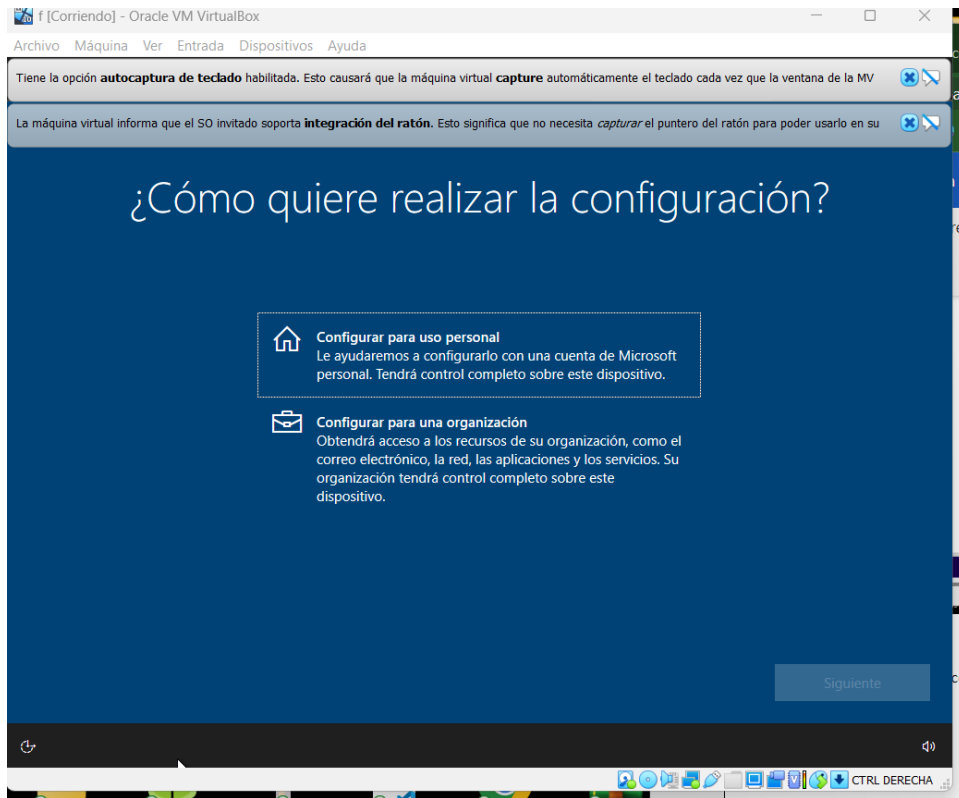 f [Corriendo] - Oracle VM VirtualBox
Archivo Máquina Ver Entrada Dispositivos Ayuda
Tiene la opción autocaptura de teclado habilitada. Esto causará que la máquina virtual capture automáticamente el teclado cada vez que la ventana de la MV
La máquina virtual informa que el SO invitado soporta integración del ratón. Esto significa que no necesita capturar el puntero del ratón para poder usarlo en su
¿Cómo quiere realizar la configuración?
Configurar para uso personal
Le ayudaremos a configurarlo con una cuenta de Microsoft
personal. Tendrá control completo sobre este dispositivo.
Configurar para una organización
Obtendrá acceso a los recursos de su organización, como el
correo electrónico, la red, las aplicaciones y los servicios. Su
organización tendrá control completo sobre este
dispositivo.
Siguiente
CTRL DERECHA